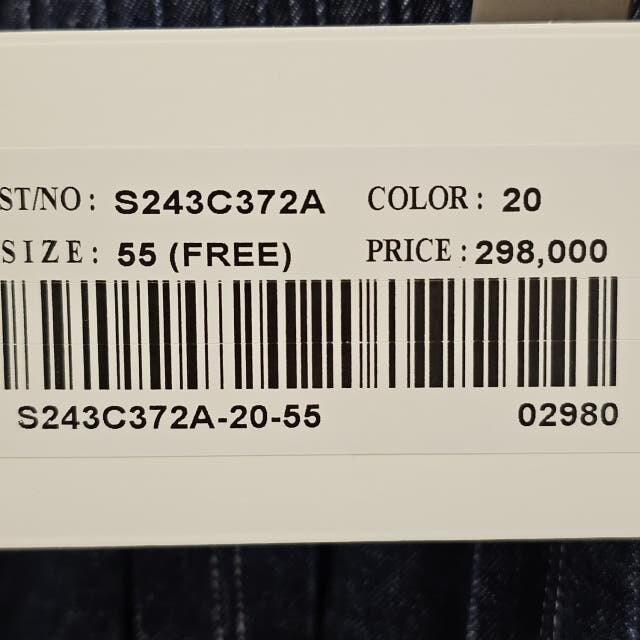 ST/NO: S243C372A COLOR: 20
SIZE: 55 (FREE) PRICE: 298,000
S243C372A-20-55 02980